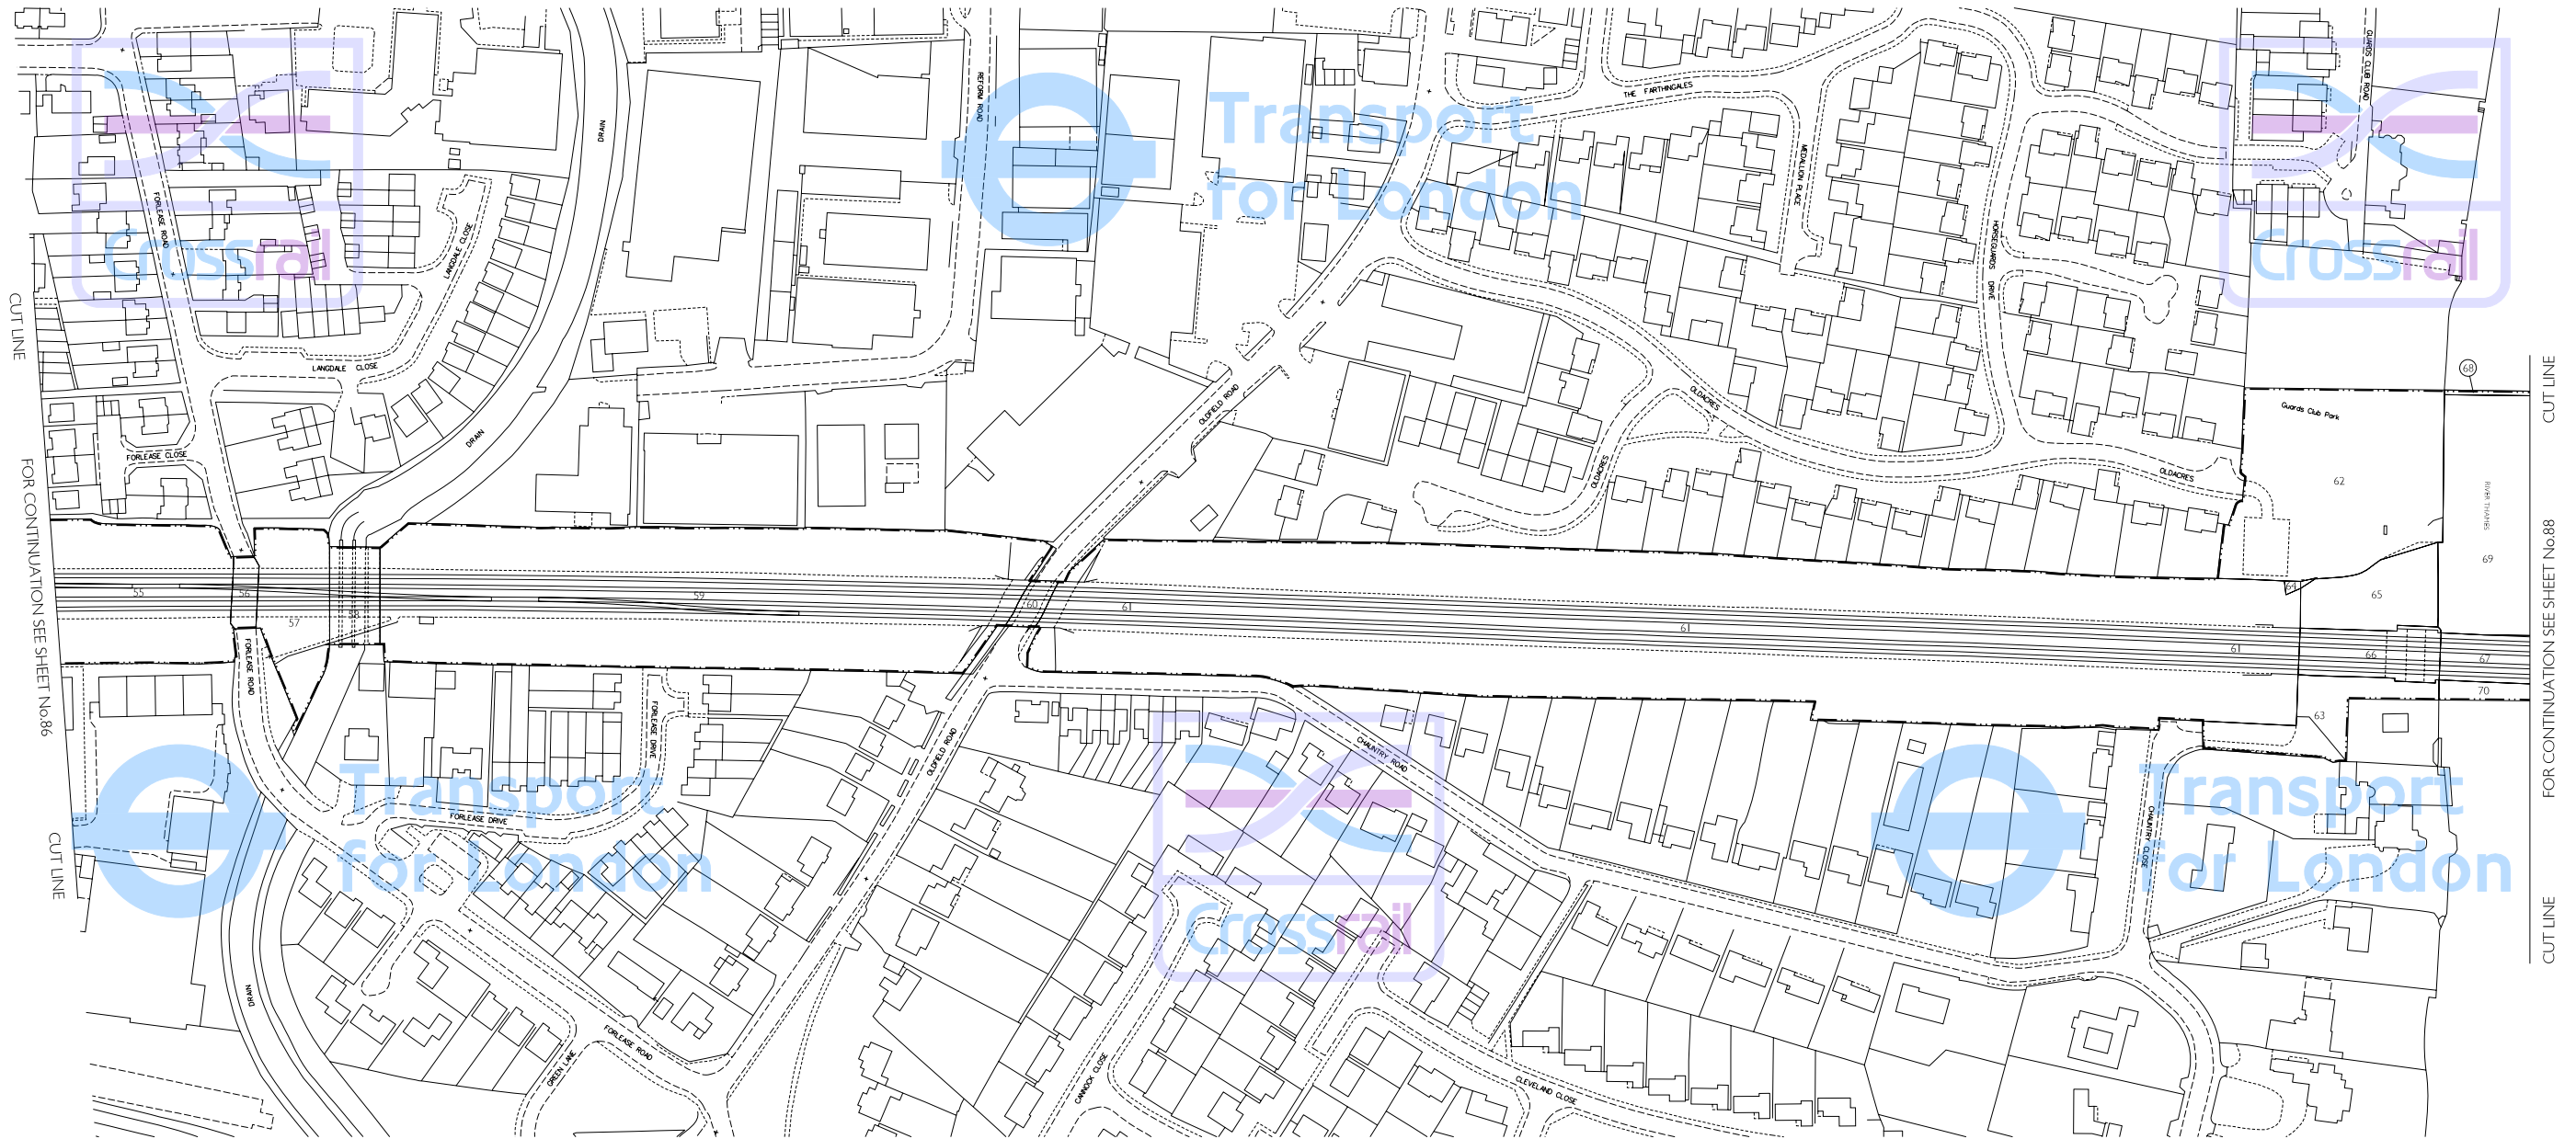 CUT LINE
FOR CONTINUATION SEE SHEET No.86
CUT LINE
Crossrail
Transport
for London
Crossrail
FORLEASE ROAD
LANGDALE CLOSE
LANGDALE CLOSE
FORLEASE CLOSE
DRAIN
DRAIN
REFORM ROAD
OLDFIELD ROAD
THE FARTHINGALES
MEDALLION PLACE
HORSEGUARDS DRIVE
GUARDS CLUB ROAD
OLDACRES
OLDACRES
OLDACRES
Guards Club Park
68
62
RIVER THAMES
69
CUT LINE
FOR CONTINUATION SEE SHEET No.88
CUT LINE
55
56
57
58
59
60
61
61
61
64
65
66
67
70
63
FORLEASE ROAD
FORLEASE DRIVE
FORLEASE DRIVE
OLDFIELD ROAD
CHAUNTRY ROAD
CHAUNTRY CLOSE
Transport
for London
Crossrail
Transport
for London
DRAIN
FORLEASE ROAD
GREEN LANE
CANNOCK CLOSE
CLEVELAND CLOSE